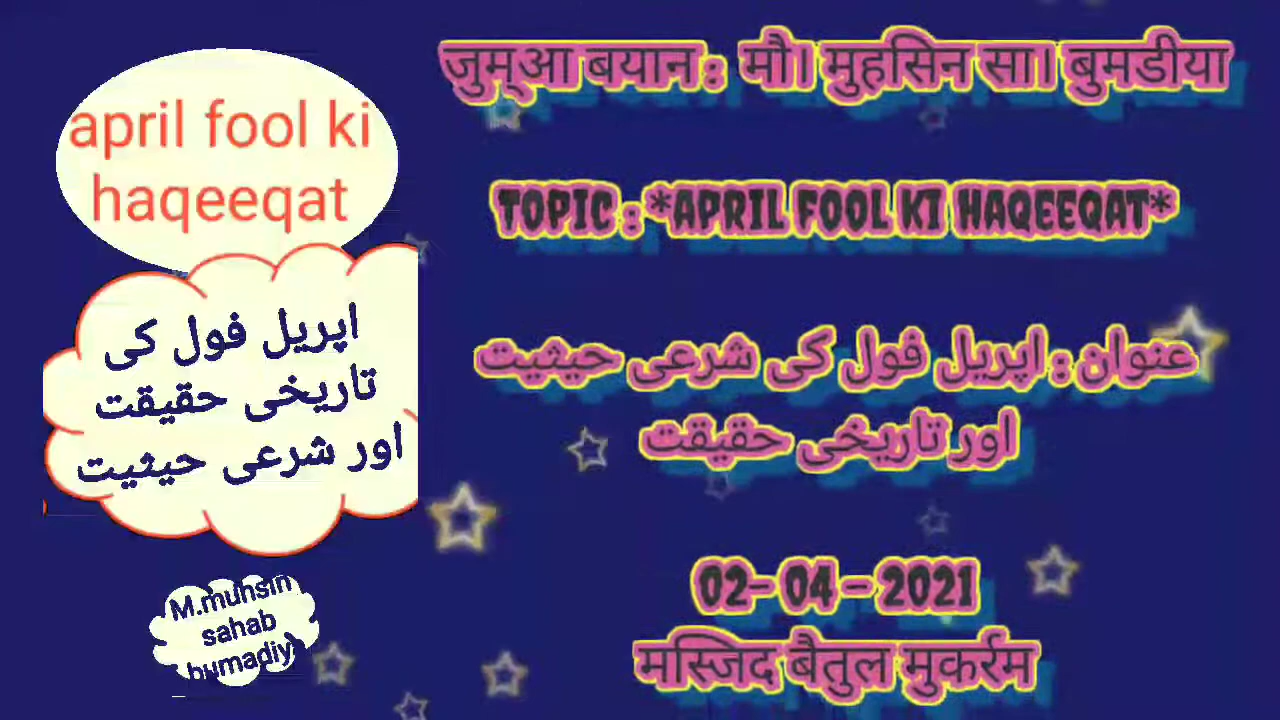 april fool ki
haqeeqat
اپریل فول کی
تاریخی حقیقت
اور شرعی حیثیت
M.muhsin
sahab
bumadiy
जुमुआ बयान : मौ। मुहसिन सा। बुमडीया
TOPIC : *APRIL FOOL KI HAQEEQAT*
عنوان : اپریل فول کی شرعی حیثیت
اور تاریخی حقیقت
02- 04 - 2021
मस्जिद बैतुल मुकर्रम